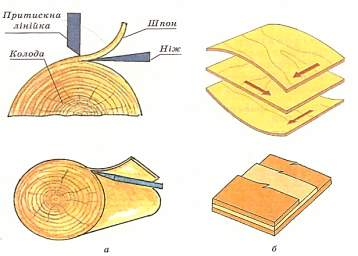 Притискна
лінійка
Шпон
Колода
Ніж
а
б